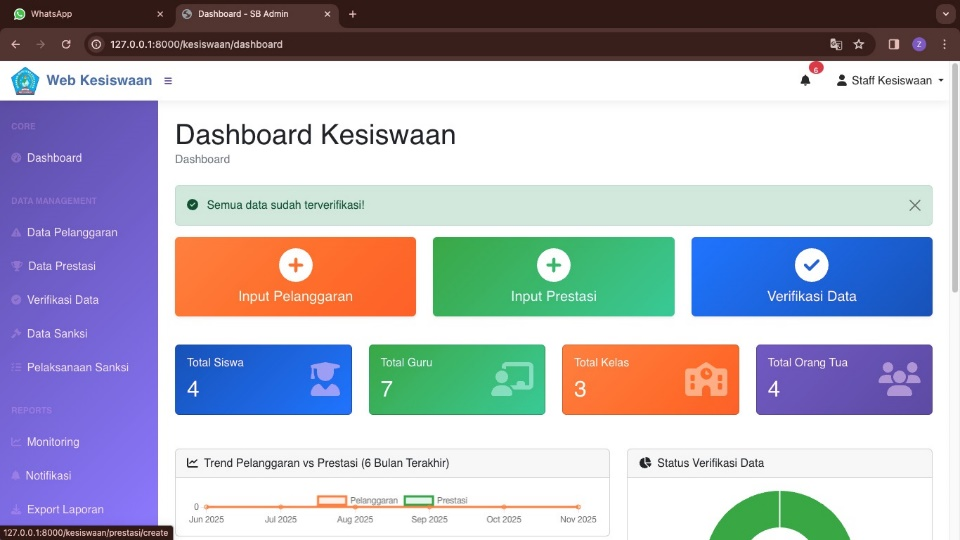 WhatsApp
Dashboard - SB Admin
127.0.0.1:8000/kesiswaan/dashboard
Z
Web Kesiswaan
6
Staff Kesiswaan
CORE
Dashboard
DATA MANAGEMENT
Data Pelanggaran
Data Prestasi
Verifikasi Data
Data Sanksi
Pelaksanaan Sanksi
REPORTS
Monitoring
Notifikasi
Export Laporan
127.0.0.1:8000/kesiswaan/prestasi/create
Dashboard Kesiswaan
Dashboard
Semua data sudah terverifikasi!
Input Pelanggaran
Input Prestasi
Verifikasi Data
Total Siswa
4
Total Guru
7
Total Kelas
3
Total Orang Tua
4
Trend Pelanggaran vs Prestasi (6 Bulan Terakhir)
Pelanggaran
Prestasi
0
Jun 2025
Jul 2025
Aug 2025
Sep 2025
Oct 2025
Nov 2025
Status Verifikasi Data